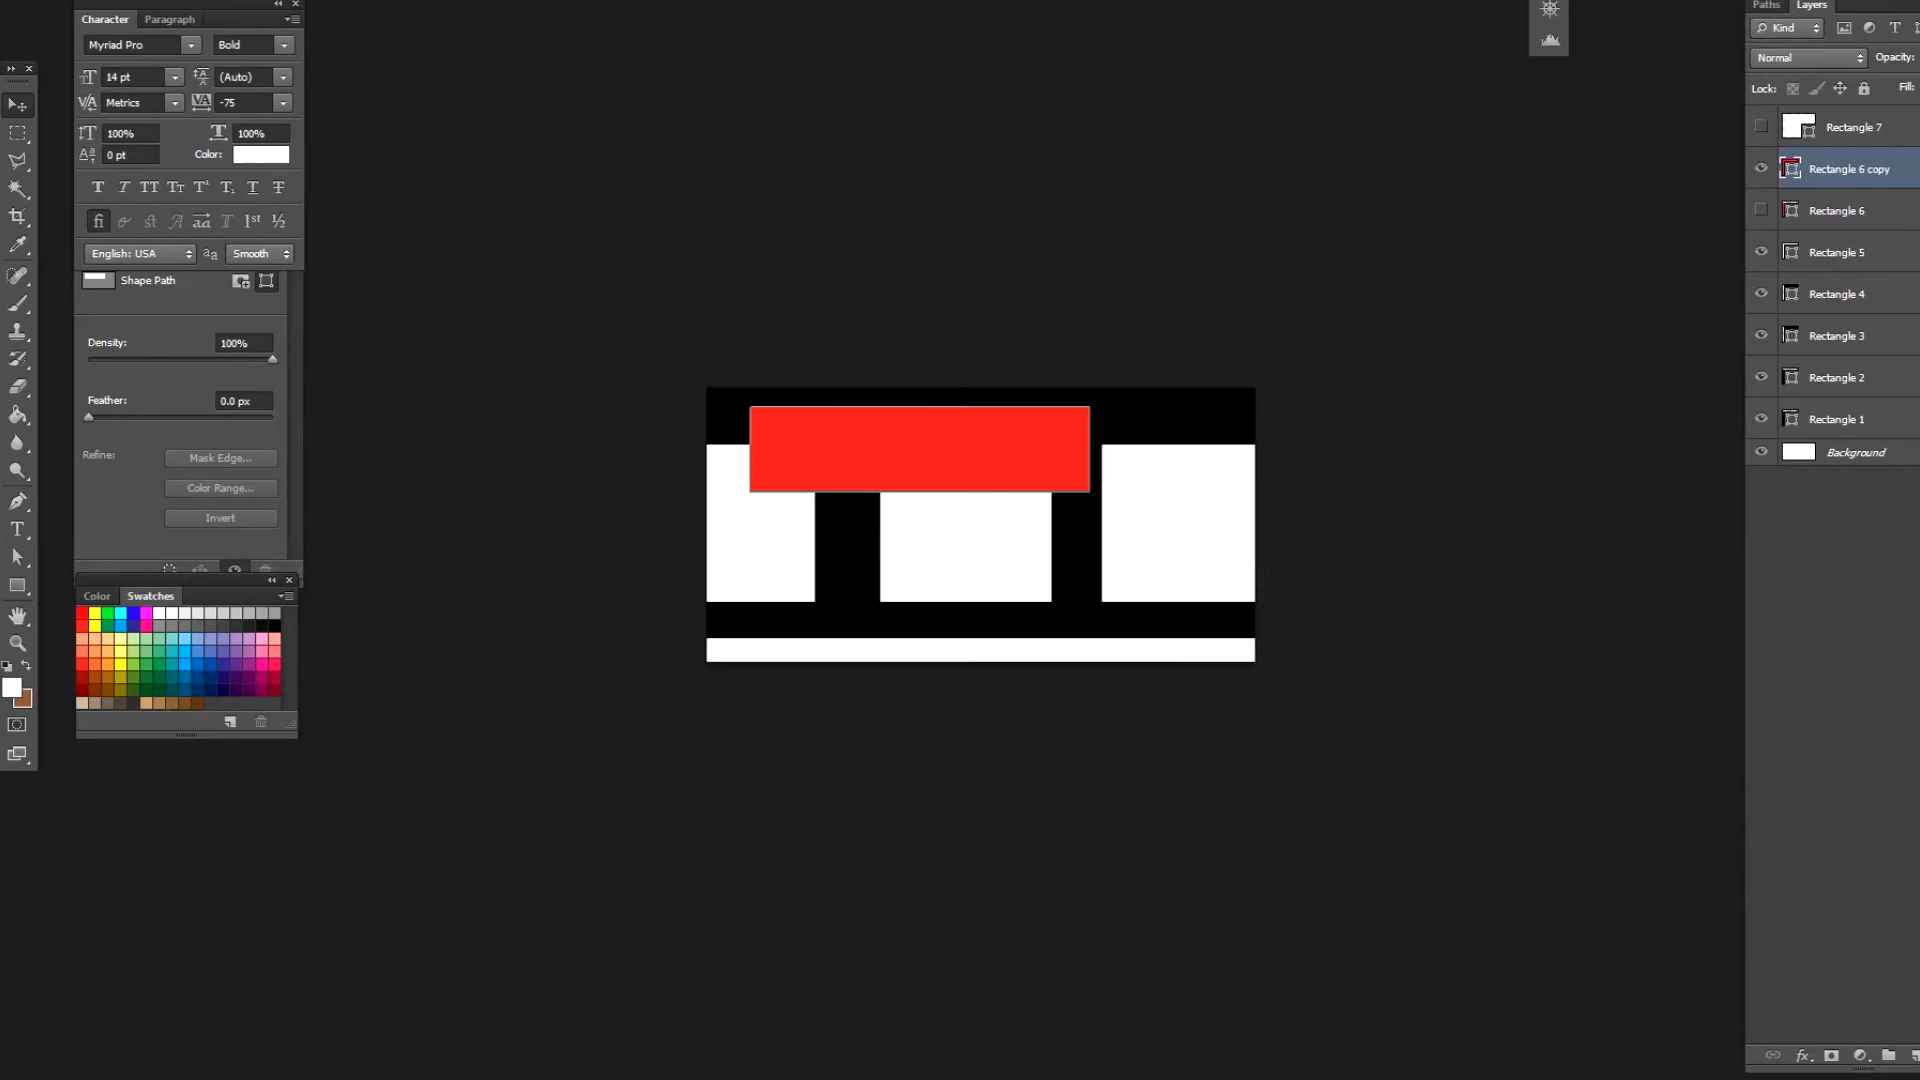 Character Paragraph
Myriad Pro Bold
14 pt (Auto)
Metrics -75
100% 100%
0 pt Color:
English: USA Smooth
Shape Path
Density: 100%
Feather: 0.0 px
Refine: Mask Edge...
Color Range...
Invert
Color Swatches
Paths Layers
Kind
Normal Opacity:
Lock: Fill:
Rectangle 7
Rectangle 6 copy
Rectangle 6
Rectangle 5
Rectangle 4
Rectangle 3
Rectangle 2
Rectangle 1
Background